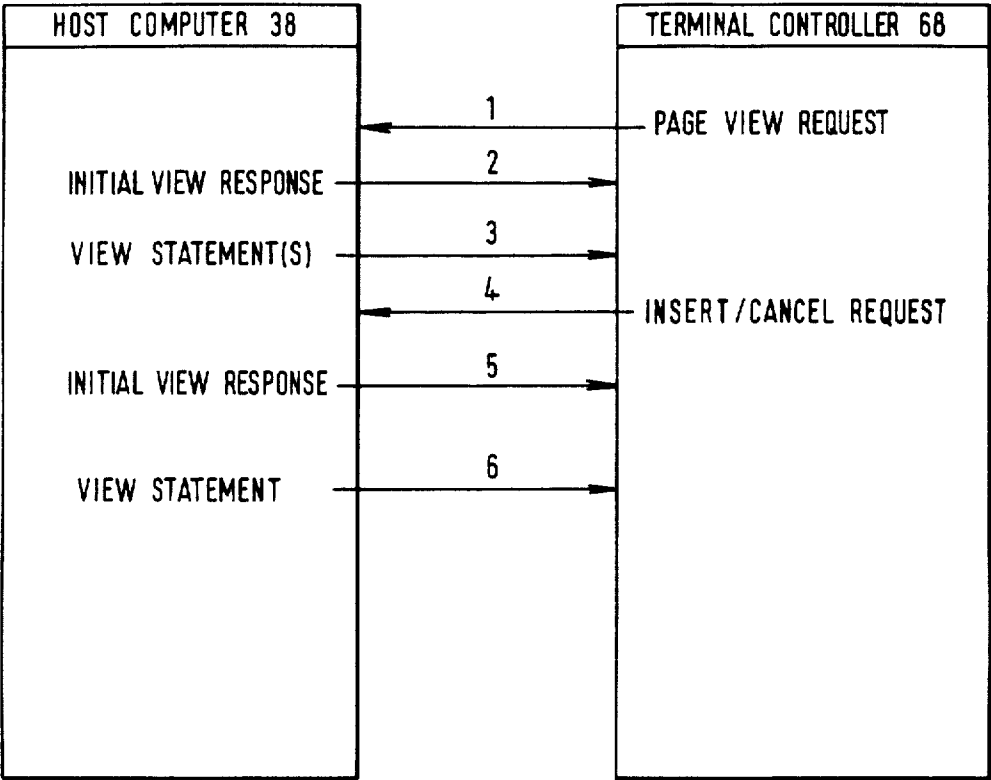 HOST COMPUTER 38
TERMINAL CONTROLLER 68
1
PAGE VIEW REQUEST
2
INITIAL VIEW RESPONSE
3
VIEW STATEMENT(S)
4
INSERT/CANCEL REQUEST
5
INITIAL VIEW RESPONSE
6
VIEW STATEMENT